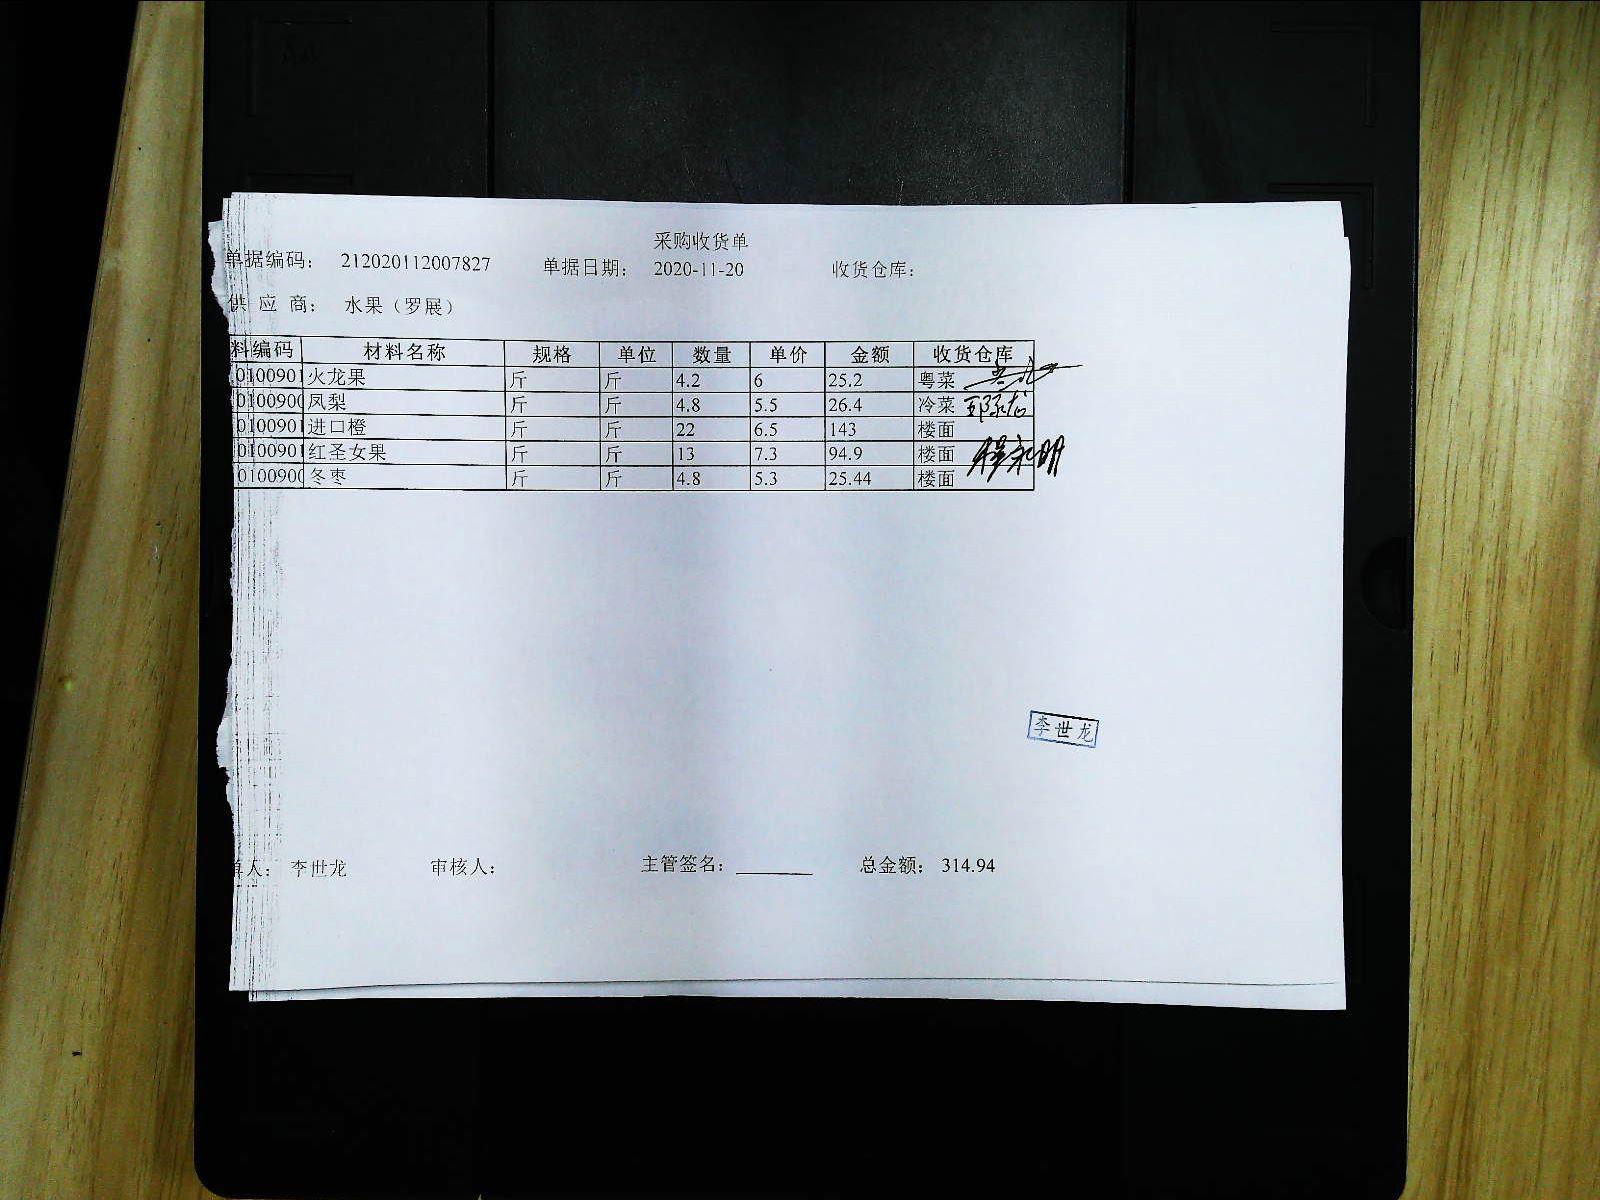 采购收货单
单据编码： 212020112007827 单据日期： 2020-11-20 收货仓库：
供 应 商： 水果（罗展）
料编码 材料名称 规格 单位 数量 单价 金额 收货仓库
0100901 火龙果 斤 斤 4.2 6 25.2 粤菜
0100900 凤梨 斤 斤 4.8 5.5 26.4 冷菜
0100901 进口橙 斤 斤 22 6.5 143 楼面
0100901 红圣女果 斤 斤 13 7.3 94.9 楼面
0100900 冬枣 斤 斤 4.8 5.3 25.44 楼面
李世龙
单人： 李世龙 审核人： 主管签名： 总金额： 314.94